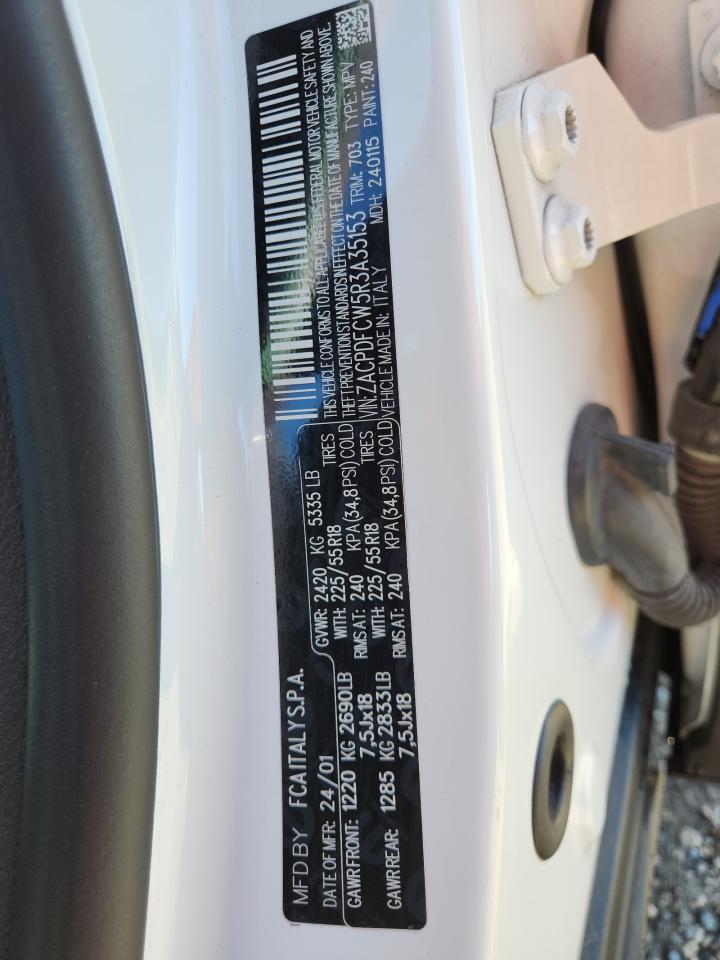 MFD BY FCA ITALY S.P.A.
DATE OF MFR: 24/01 GVWR: 2420 KG 5335 LB
GAWR FRONT: 1220 KG 2690LB WITH: 225/55R18 TIRES
7,5Jx18 RIMS AT: 240 KPA (34,8PSI) COLD
GAWR REAR: 1285 KG 2833LB WITH: 225/55R18 TIRES
7,5Jx18 RIMS AT: 240 KPA (34,8PSI) COLD
THIS VEHICLE CONFORMS TO ALL APPLICABLE U.S. FEDERAL MOTOR VEHICLE SAFETY AND
THEFT PREVENTION STANDARDS IN EFFECT ON THE DATE OF MANUFACTURE SHOWN ABOVE.
VIN: ZACPDFCW5R3A35153 TRIM: 703 TYPE: MPV
VEHICLE MADE IN: ITALY MDH: 240115 PAINT: 240